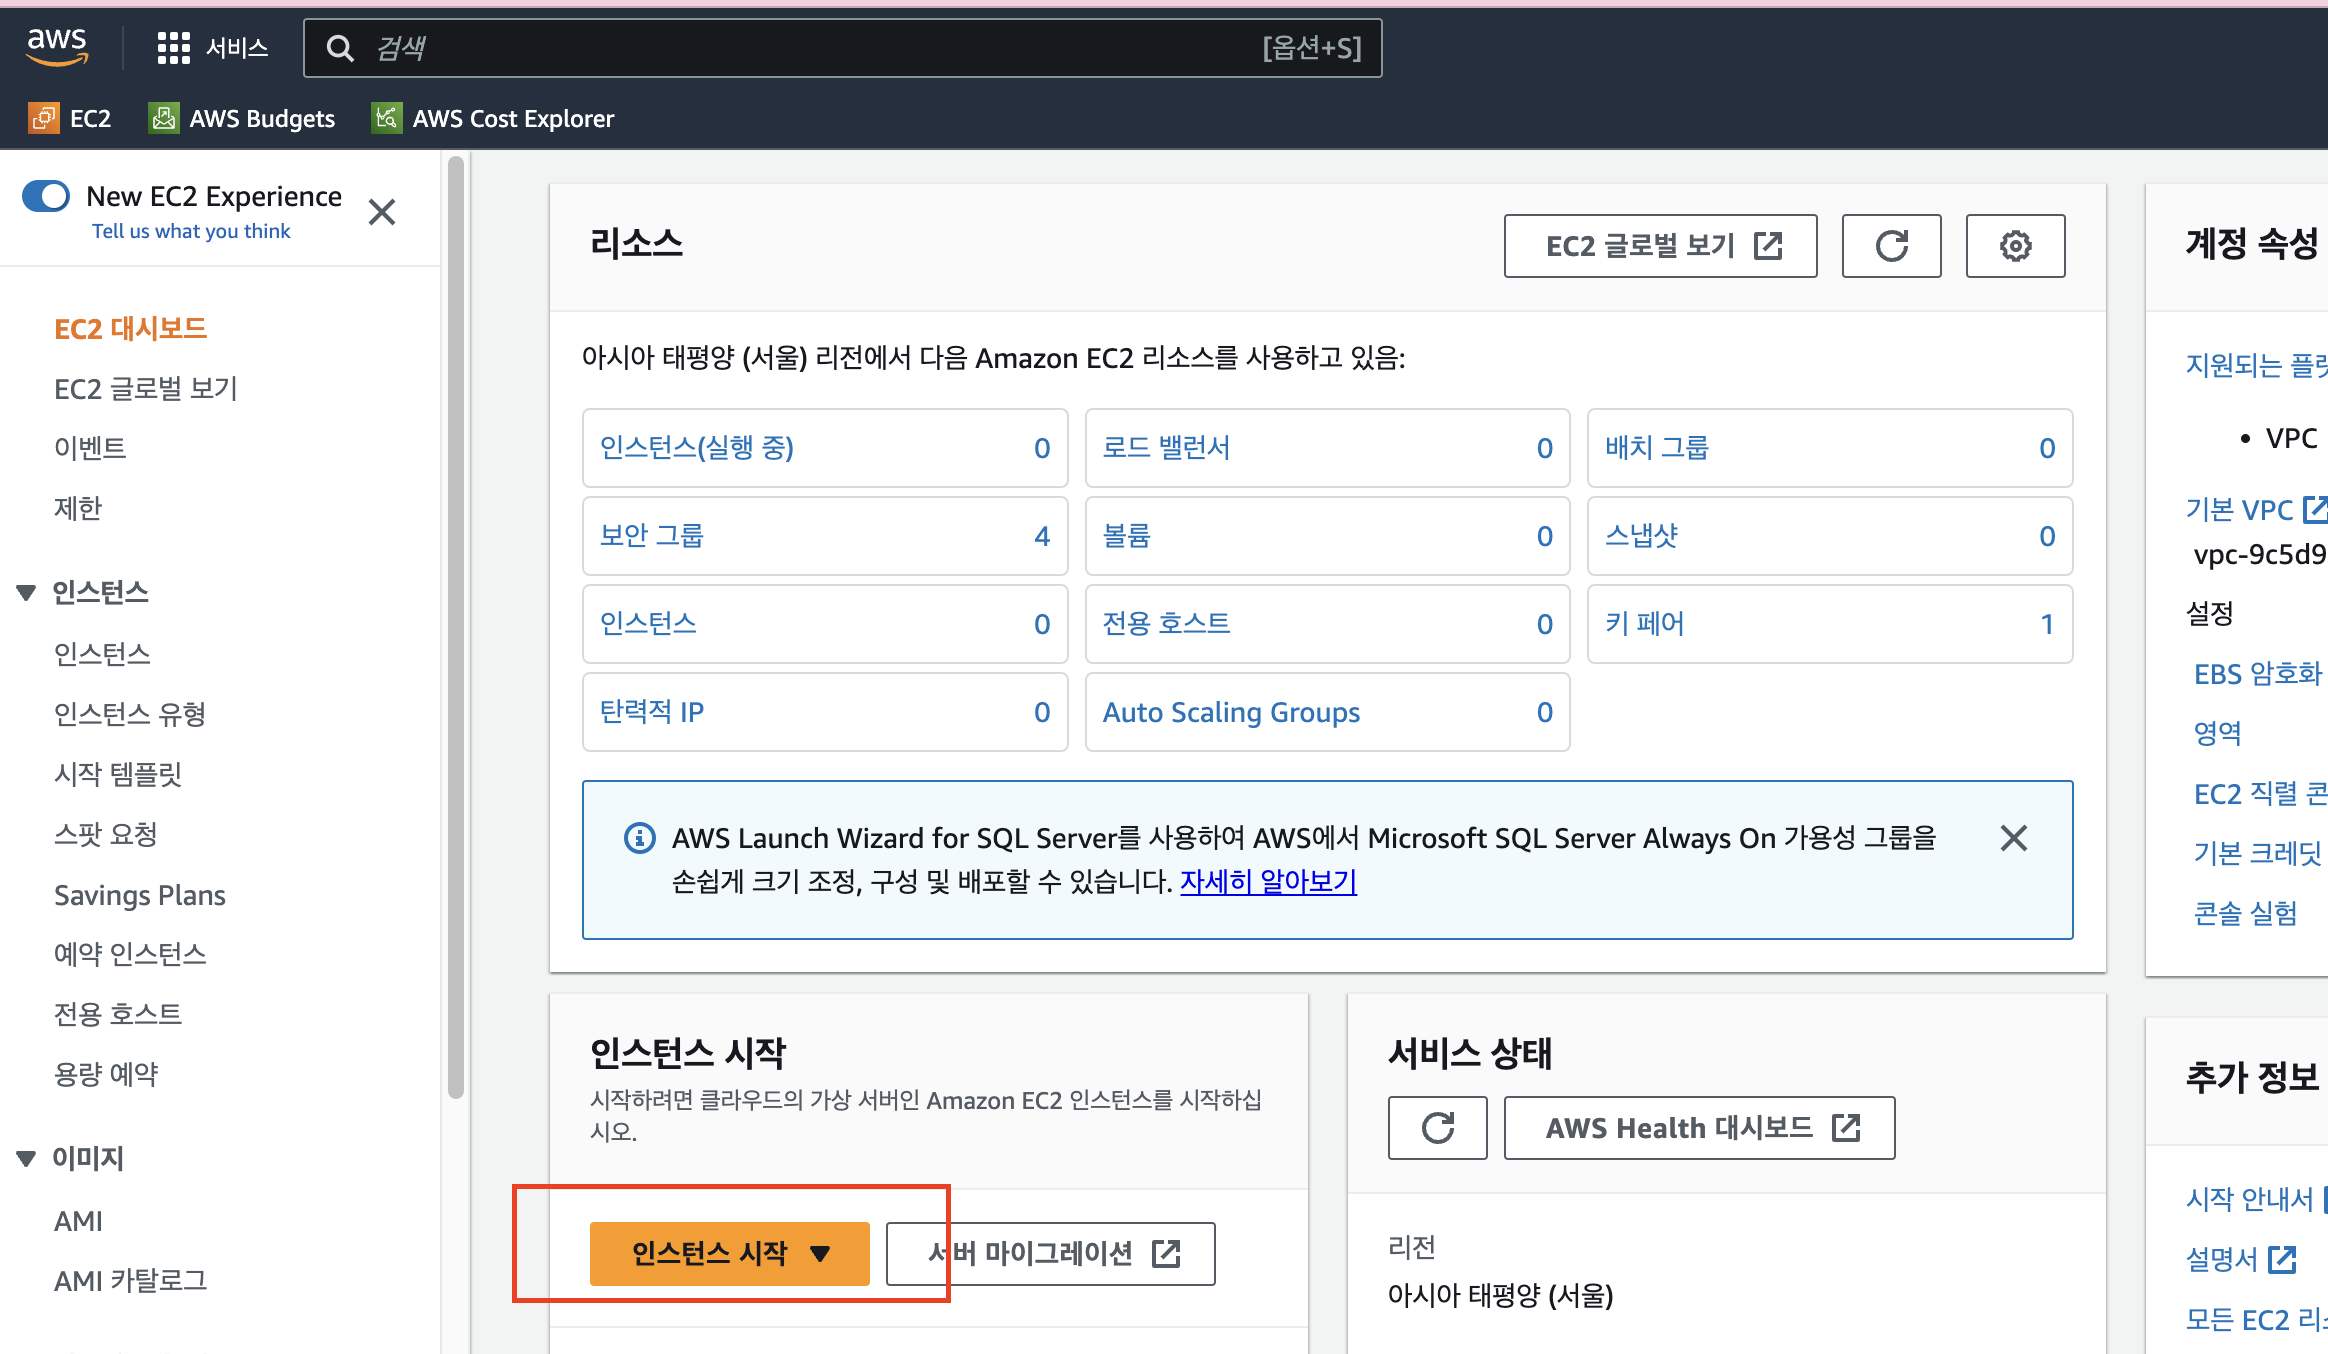 aws
서비스
검색
[옵션+S]
EC2
AWS Budgets
AWS Cost Explorer
New EC2 Experience
Tell us what you think
EC2 대시보드
EC2 글로벌 보기
이벤트
제한
인스턴스
인스턴스
인스턴스 유형
시작 템플릿
스팟 요청
Savings Plans
예약 인스턴스
전용 호스트
용량 예약
이미지
AMI
AMI 카탈로그
리소스
EC2 글로벌 보기
아시아 태평양 (서울) 리전에서 다음 Amazon EC2 리소스를 사용하고 있음:
인스턴스(실행 중) 0
로드 밸런서 0
배치 그룹 0
보안 그룹 4
볼륨 0
스냅샷 0
인스턴스 0
전용 호스트 0
키 페어 1
탄력적 IP 0
Auto Scaling Groups 0
AWS Launch Wizard for SQL Server를 사용하여 AWS에서 Microsoft SQL Server Always On 가용성 그룹을
손쉽게 크기 조정, 구성 및 배포할 수 있습니다. 자세히 알아보기
인스턴스 시작
시작하려면 클라우드의 가상 서버인 Amazon EC2 인스턴스를 시작하십
시오.
인스턴스 시작
서버 마이그레이션
서비스 상태
AWS Health 대시보드
리전
아시아 태평양 (서울)
계정 속성
지원되는
• VPC
기본 VPC
vpc-9c5d9
설정
EBS 암호화
영역
EC2 직렬
기본 크레딧
콘솔 실험
추가 정보
시작 안내서
설명서
모든 EC2